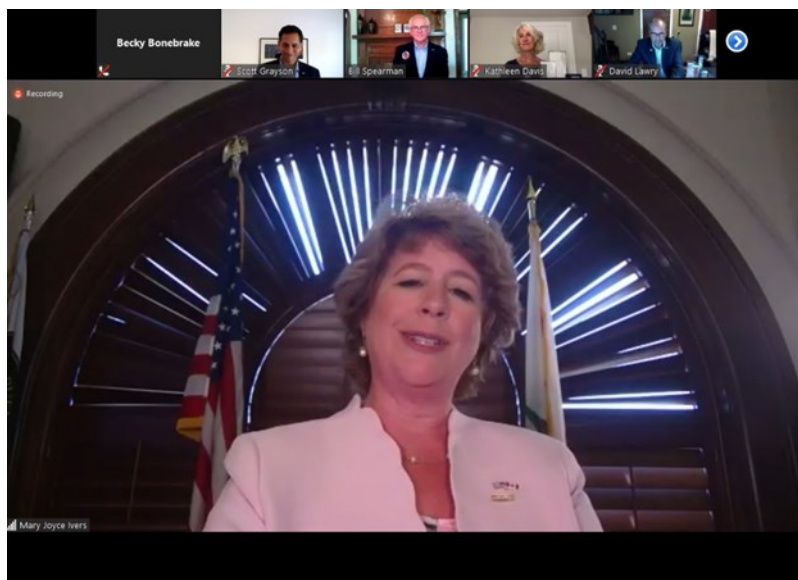 Becky Bonebrake
Scott Grayson
Bill Spearman
Kathleen Davis
David Lawry
Recording
Mary Joyce Ivers